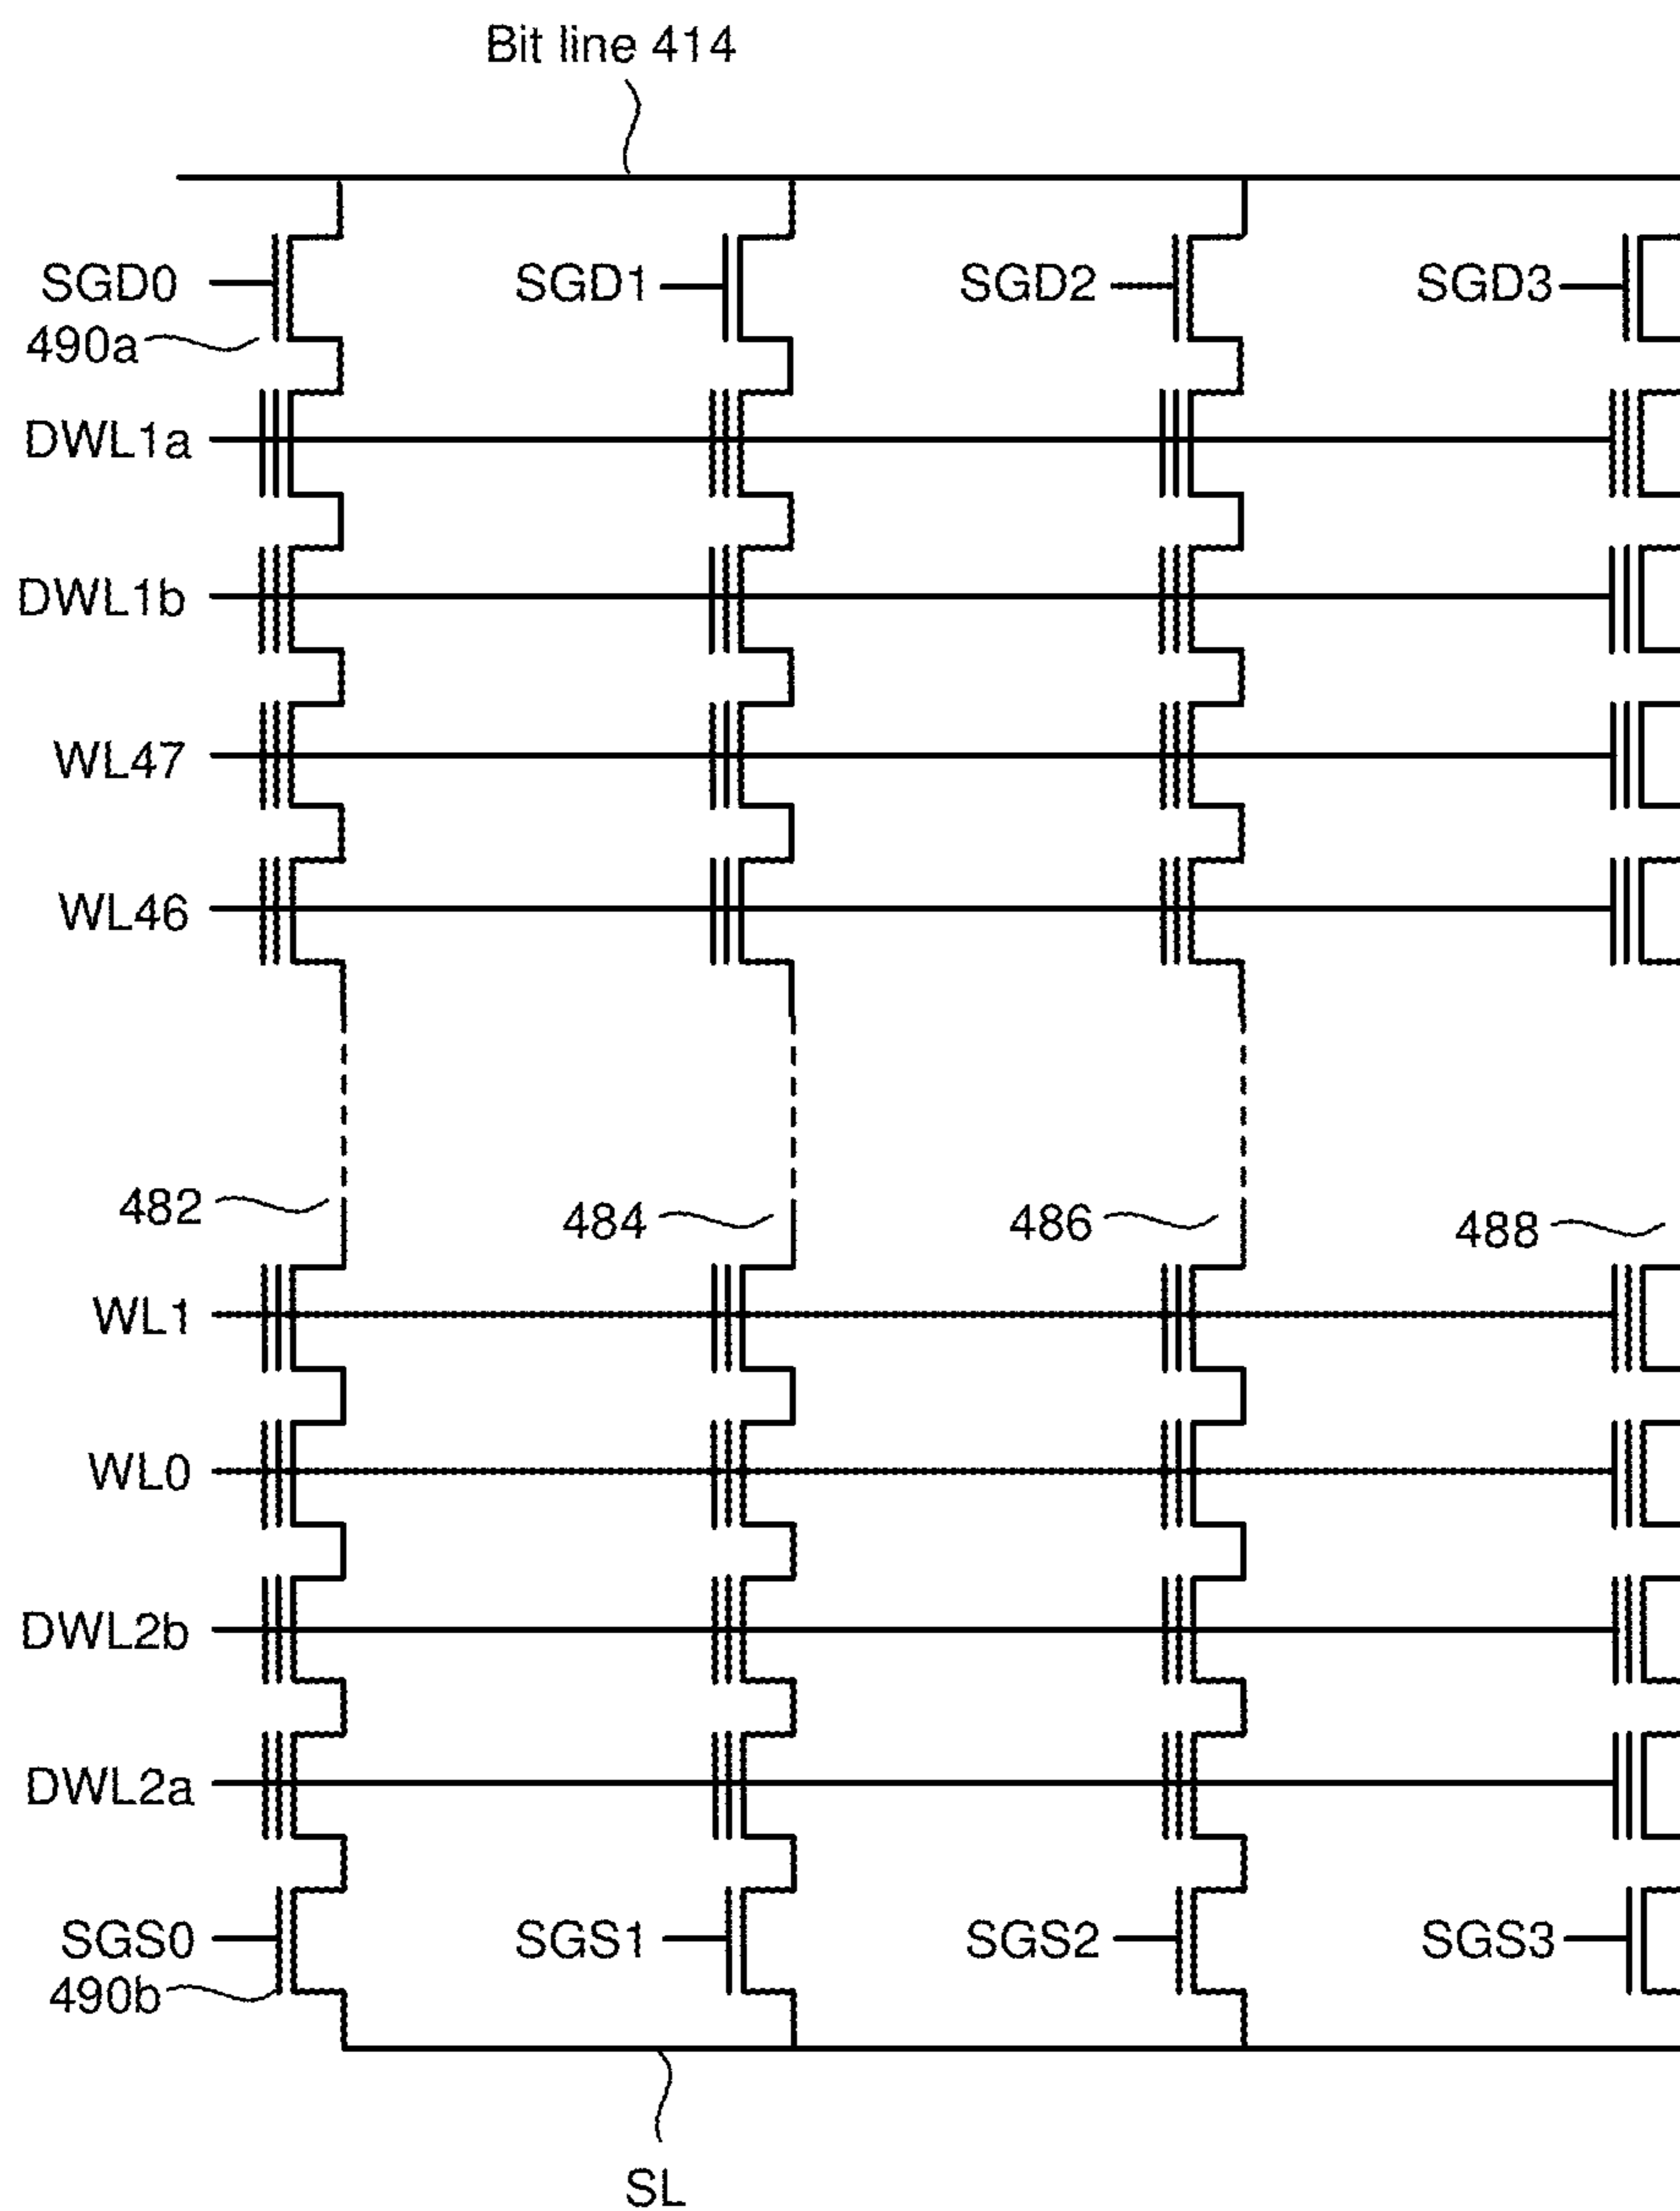 Bit line 414
SGD0 SGD1 SGD2 SGD3
490a
DWL1a
DWL1b
WL47
WL46
482 484 486 488
WL1
WL0
DWL2b
DWL2a
SGS0 SGS1 SGS2 SGS3
490b
SL